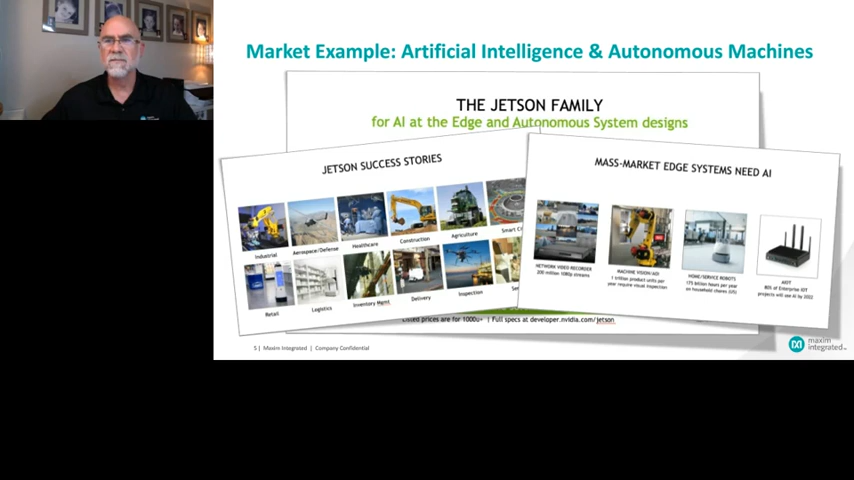 Market Example: Artificial Intelligence & Autonomous Machines
THE JETSON FAMILY
for AI at the Edge and Autonomous System designs
JETSON SUCCESS STORIES
Industrial
Aerospace/Defense
Healthcare
Construction
Agriculture
Smart C
Retail
Logistics
Inventory Mgmt
Delivery
Inspection
Se
MASS-MARKET EDGE SYSTEMS NEED AI
NETWORK VIDEO RECORDER
200 million 1080p streams
MACHINE VISION/AOI
1 trillion product units per
year require visual inspection
HOME/SERVICE ROBOTS
175 billion hours per year
on household chores (US)
AIOT
80% of Enterprise IOT
projects will use AI by 2022
Listed prices are for 1000u+ | Full specs at developer.nvidia.com/jetson
5 | Maxim Integrated | Company Confidential
maxim
integrated